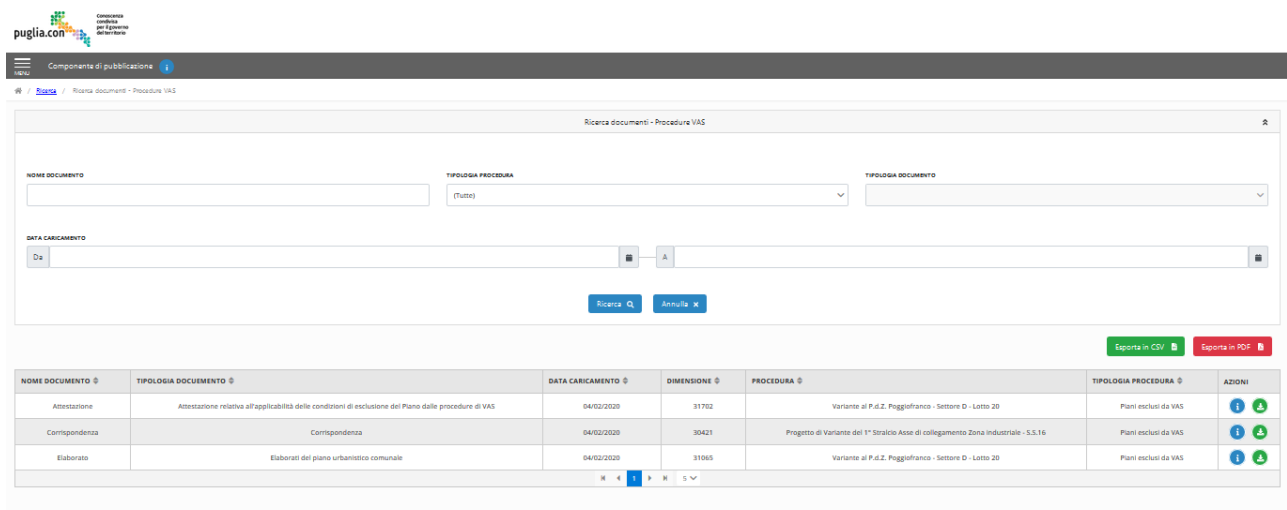 puglia.con
Conoscenza
condivisa
per il governo
del territorio
MENU
Componente di pubblicazione i
/ Ricerca / Ricerca documenti - Procedure VAS
Ricerca documenti - Procedure VAS
NOME DOCUMENTO TIPOLOGIA PROCEDURA TIPOLOGIA DOCUMENTO
(Tutte)
DATA CARICAMENTO
Da A
Ricerca Annulla
Esporta in CSV Esporta in PDF
NOME DOCUMENTO TIPOLOGIA DOCUEMENTO DATA CARICAMENTO DIMENSIONE PROCEDURA TIPOLOGIA PROCEDURA AZIONI
Attestazione Attestazione relativa all'applicabilità delle condizioni di esclusione del Piano dalle procedure di VAS 04/02/2020 31702 Variante al P.d.Z. Poggiofranco - Settore D - Lotto 20 Piani esclusi da VAS
Corrispondenza Corrispondenza 04/02/2020 30421 Progetto di Variante del 1° Stralcio Asse di collegamento Zona industriale - S.S.16 Piani esclusi da VAS
Elaborato Elaborati del piano urbanistico comunale 04/02/2020 31065 Variante al P.d.Z. Poggiofranco - Settore D - Lotto 20 Piani esclusi da VAS
1 5